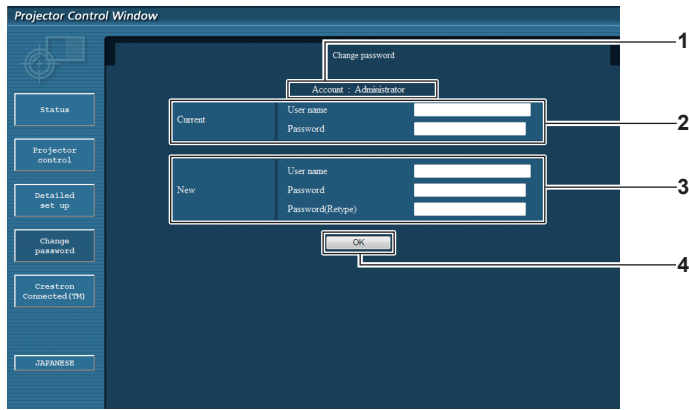 Projector Control Window
Change password
1
Account : Administrator
Status
Current
User name
Password
2
Projector
control
New
User name
Password
Password(Retype)
3
Detailed
set up
OK
4
Change
password
Crestron
Connected(TM)
JAPANESE